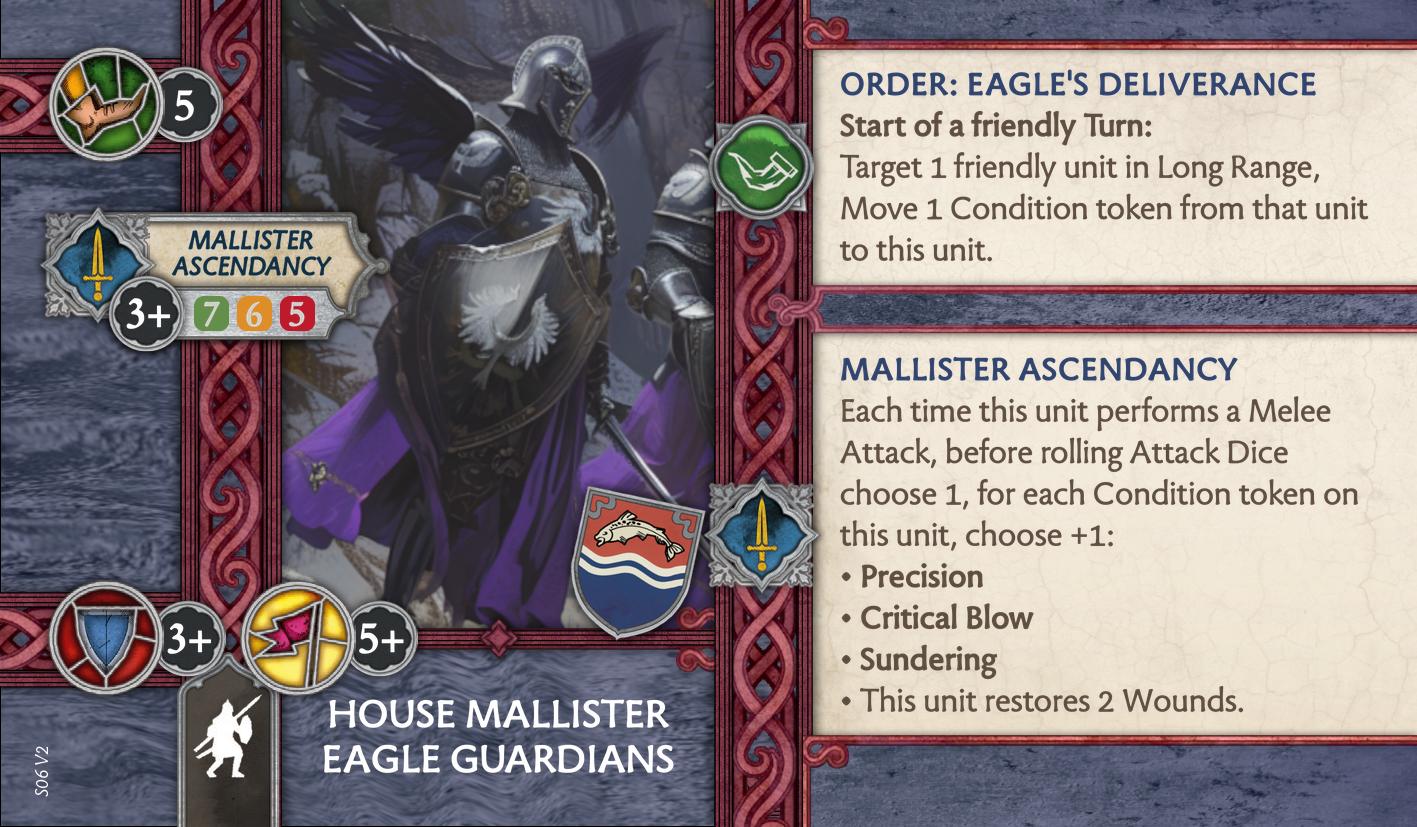 5
MALLISTER
ASCENDANCY
3+
7 6 5
3+
5+
HOUSE MALLISTER
EAGLE GUARDIANS
S06 V2
ORDER: EAGLE'S DELIVERANCE
Start of a friendly Turn:
Target 1 friendly unit in Long Range,
Move 1 Condition token from that unit
to this unit.
MALLISTER ASCENDANCY
Each time this unit performs a Melee
Attack, before rolling Attack Dice
choose 1, for each Condition token on
this unit, choose +1:
• Precision
• Critical Blow
• Sundering
• This unit restores 2 Wounds.